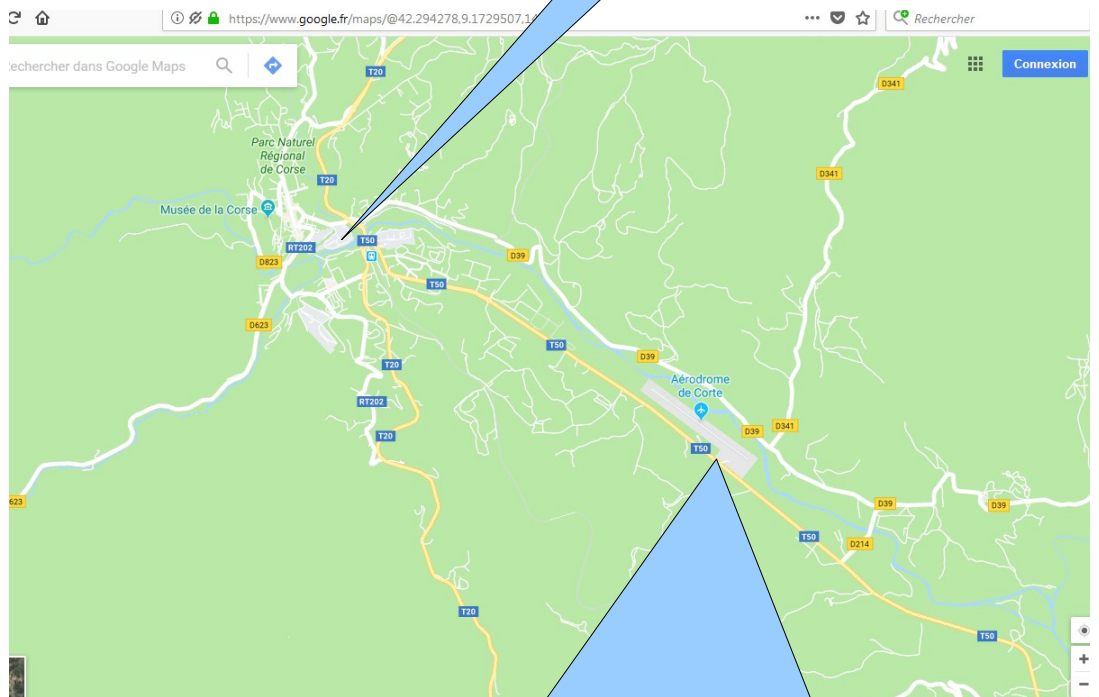 https://www.google.fr/maps/@42.294278,9.1729507,1
Rechercher
echercher dans Google Maps
Connexion
T20
D341
Parc Naturel
Régional
de Corse
T20
D341
Musée de la Corse
RT202
T50
D823
D39
T50
D623
T50
D39
T20
Aérodrome
de Corte
RT202
D39
D341
T20
T50
623
D39
D39
T50
D214
T20
T50